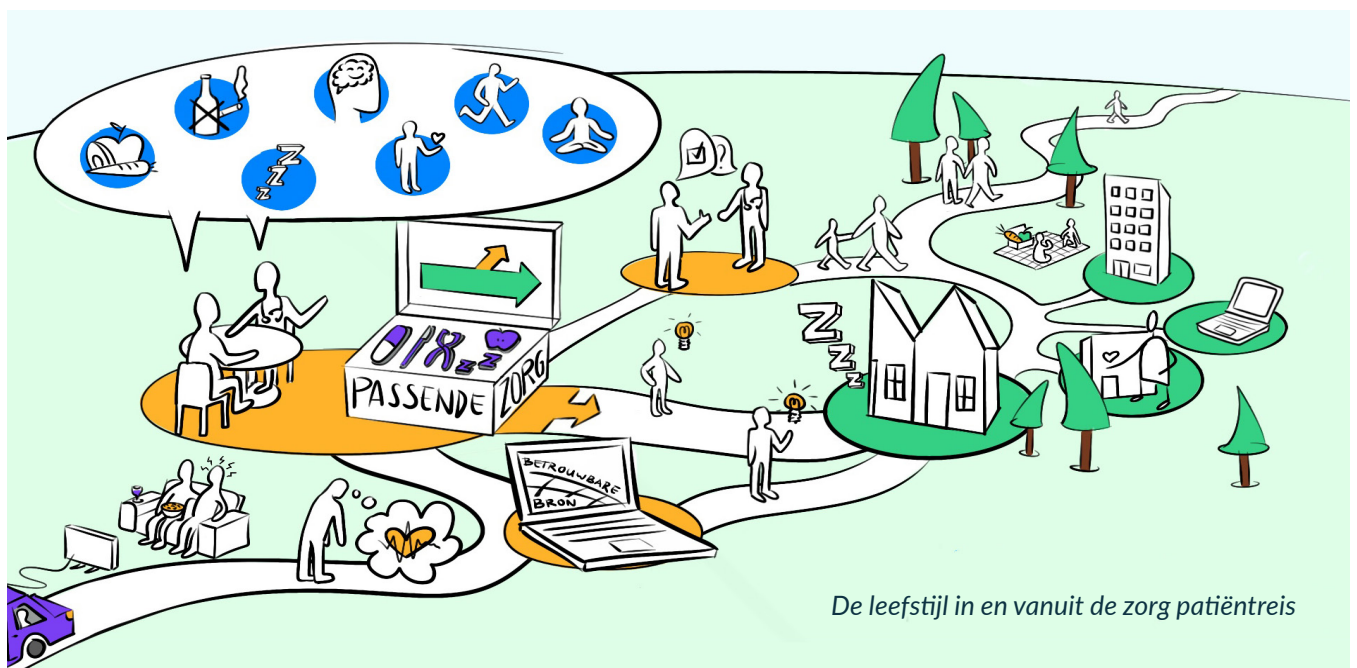 Z
Z
Z
?
Z
Z
Z
Z
Z
PASSENDE ZORG
BETROUWBARE
BRON
De leefstijl in en vanuit de zorg patiëntreis